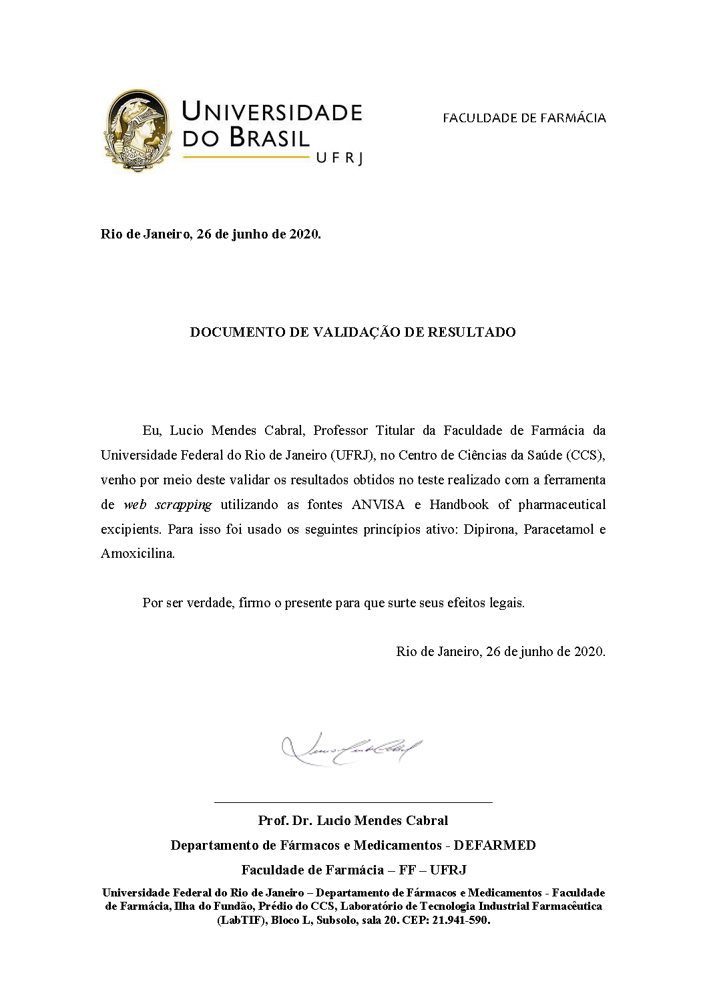 UNIVERSIDADE
DO BRASIL
UFRJ
FACULDADE DE FARMÁCIA
Rio de Janeiro, 26 de junho de 2020.
DOCUMENTO DE VALIDAÇÃO DE RESULTADO
Eu, Lucio Mendes Cabral, Professor Titular da Faculdade de Farmácia da
Universidade Federal do Rio de Janeiro (UFRJ), no Centro de Ciências da Saúde (CCS),
venho por meio deste validar os resultados obtidos no teste realizado com a ferramenta
de web scrapping utilizando as fontes ANVISA e Handbook of pharmaceutical
excipients. Para isso foi usado os seguintes princípios ativo: Dipirona, Paracetamol e
Amoxicilina.
Por ser verdade, firmo o presente para que surte seus efeitos legais.
Rio de Janeiro, 26 de junho de 2020.
Prof. Dr. Lucio Mendes Cabral
Departamento de Fármacos e Medicamentos - DEFARMED
Faculdade de Farmácia – FF – UFRJ
Universidade Federal do Rio de Janeiro – Departamento de Fármacos e Medicamentos - Faculdade
de Farmácia, Ilha do Fundão, Prédio do CCS, Laboratório de Tecnologia Industrial Farmacêutica
(LabTIF), Bloco L, Subsolo, sala 20. CEP: 21.941-590.